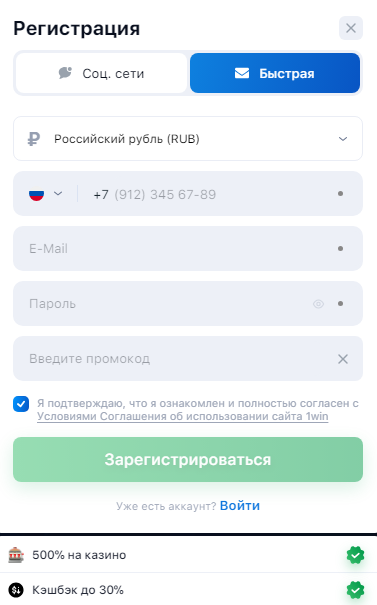 Регистрация
Соц. сети
Быстрая
Российский рубль (RUB)
+7 (912) 345 67-89
E-Mail
Пароль
Введите промокод
Я подтверждаю, что я ознакомлен и полностью согласен с
Условиями Соглашения об использовании сайта 1win
Зарегистрироваться
Уже есть аккаунт? Войти
500% на казино
Кэшбэк до 30%